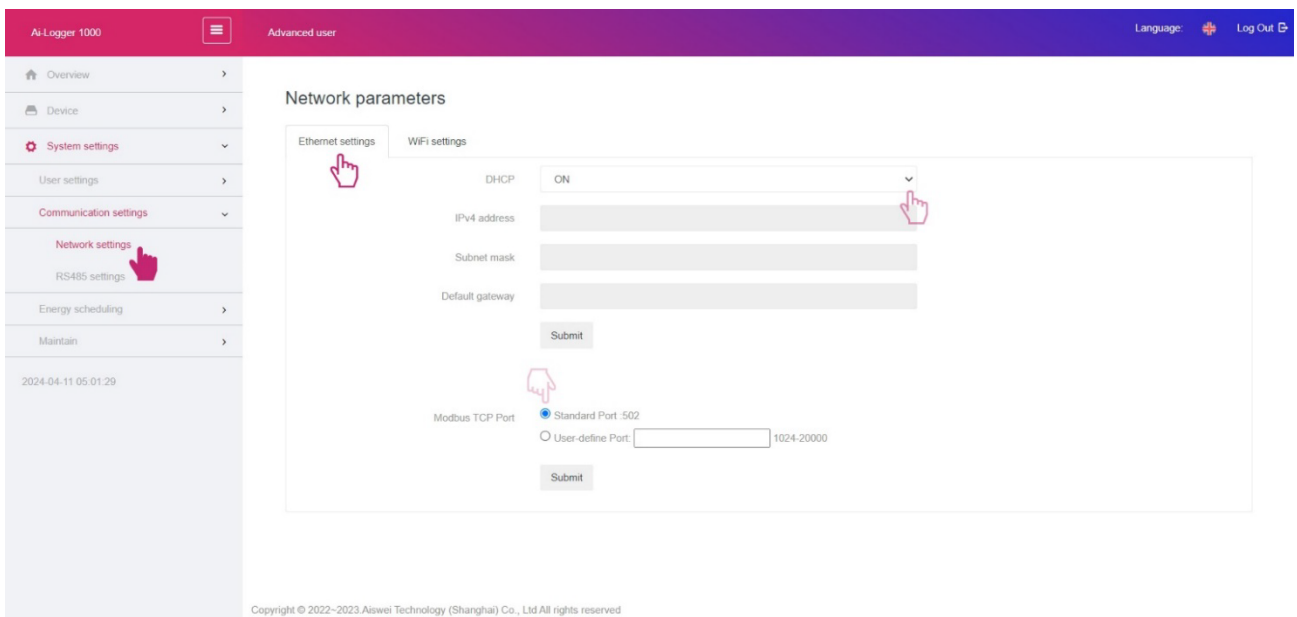 Ai-Logger 1000
Advanced user
Language:
Log Out
Overview
Device
System settings
User settings
Communication settings
Network settings
RS485 settings
Energy scheduling
Maintain
2024-04-11 05:01:29
Network parameters
Ethernet settings
WiFi settings
DHCP ON
IPv4 address
Subnet mask
Default gateway
Submit
Modbus TCP Port
Standard Port :502
User-define Port: 1024-20000
Submit
Copyright © 2022~2023.Aiswei Technology (Shanghai) Co., Ltd All rights reserved